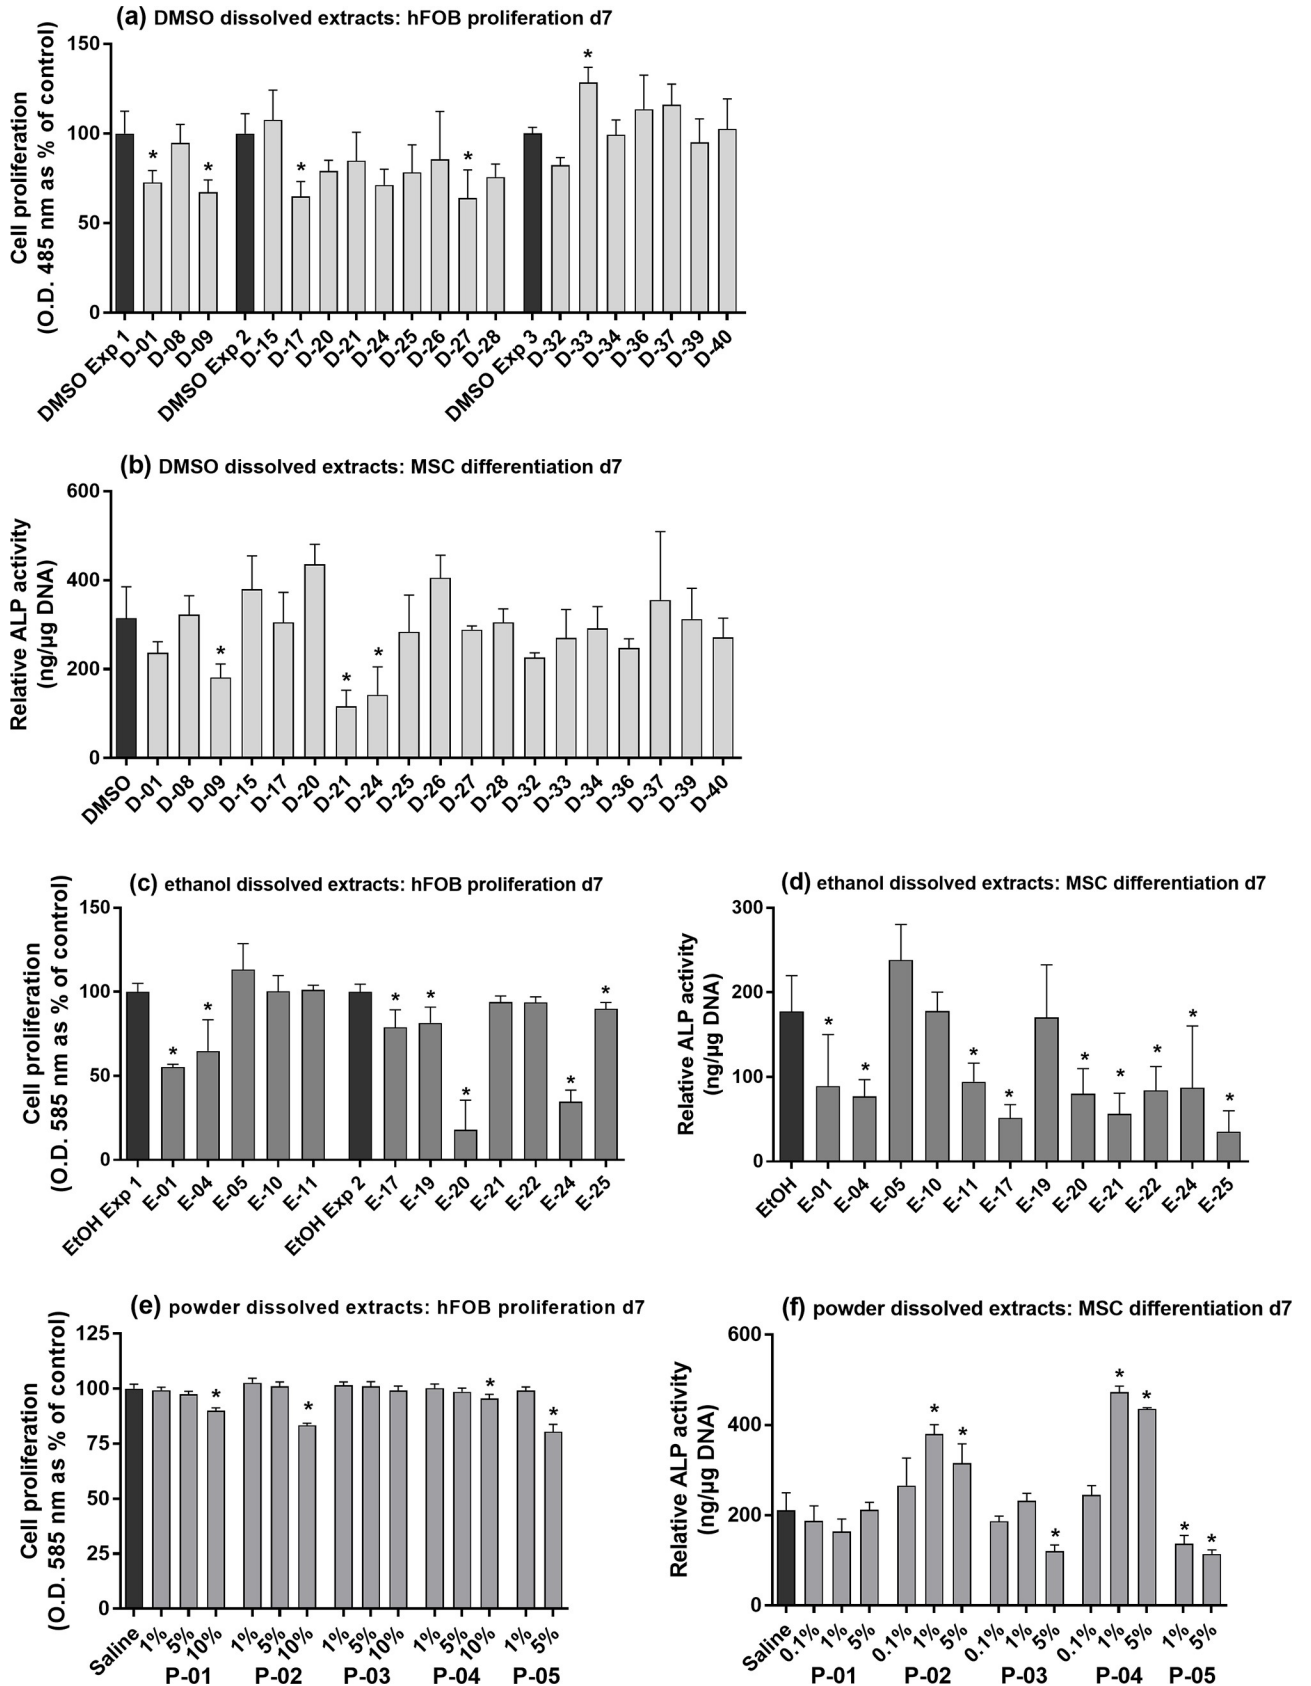 (a) DMSO dissolved extracts: hFOB proliferation d7
Cell proliferation
(O.D. 485 nm as % of control)
150
100
50
0
* * * * *
DMSO Exp 1 D-01 D-08 D-09 DMSO Exp 2 D-15 D-17 D-20 D-21 D-24 D-25 D-26 D-27 D-28 DMSO Exp 3 D-32 D-33 D-34 D-36 D-37 D-39 D-40
(b) DMSO dissolved extracts: MSC differentiation d7
Relative ALP activity
(ng/µg DNA)
600
400
200
0
* * *
DMSO D-01 D-08 D-09 D-15 D-17 D-20 D-21 D-24 D-25 D-26 D-27 D-28 D-32 D-33 D-34 D-36 D-37 D-39 D-40
(c) ethanol dissolved extracts: hFOB proliferation d7
Cell proliferation
(O.D. 585 nm as % of control)
150
100
50
0
* * * * * * *
EtOH Exp 1 E-01 E-04 E-05 E-10 E-11 EtOH Exp 2 E-17 E-19 E-20 E-21 E-22 E-24 E-25
(d) ethanol dissolved extracts: MSC differentiation d7
Relative ALP activity
(ng/µg DNA)
300
200
100
0
* * * * * * * * *
EtOH E-01 E-04 E-05 E-10 E-11 E-17 E-19 E-20 E-21 E-22 E-24 E-25
(e) powder dissolved extracts: hFOB proliferation d7
Cell proliferation
(O.D. 585 nm as % of control)
125
100
75
50
25
0
* * * *
Saline 1% 5% 10% 1% 5% 10% 1% 5% 10% 1% 5% 10% 1% 5%
P-01 P-02 P-03 P-04 P-05
(f) powder dissolved extracts: MSC differentiation d7
Relative ALP activity
(ng/µg DNA)
600
400
200
0
* * * * * * *
Saline 0.1% 1% 5% 0.1% 1% 5% 0.1% 1% 5% 0.1% 1% 5% 1% 5%
P-01 P-02 P-03 P-04 P-05